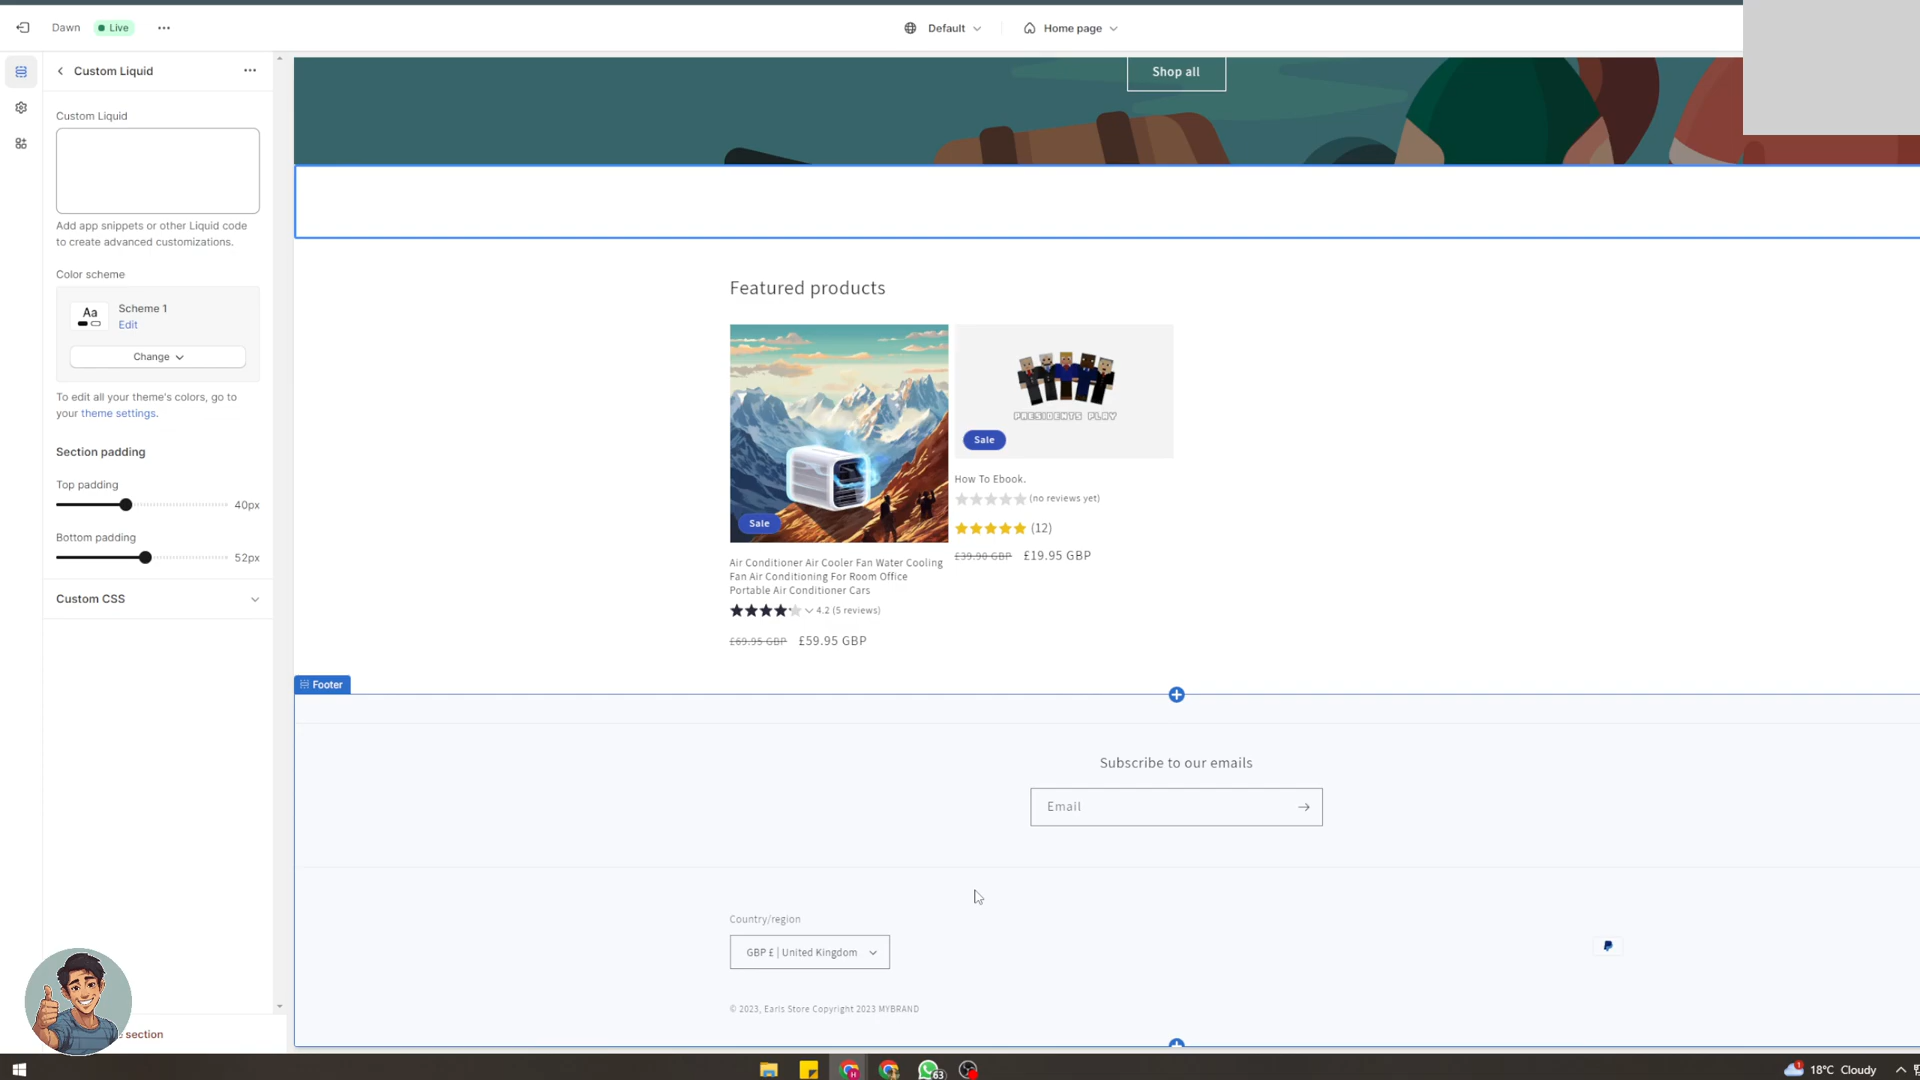 Dawn
Live
Default
Home page
Custom Liquid
Custom Liquid
Add app snippets or other Liquid code
to create advanced customizations.
Color scheme
Aa
Scheme 1
Edit
Change
To edit all your theme's colors, go to
your theme settings.
Section padding
Top padding
40px
Bottom padding
52px
Custom CSS
section
Shop all
Featured products
Sale
Air Conditioner Air Cooler Fan Water Cooling
Fan Air Conditioning For Room Office
Portable Air Conditioner Cars
4.2 (5 reviews)
£69.95 GBP £59.95 GBP
PRESIDENTS PLAY
Sale
How To Ebook.
(no reviews yet)
(12)
£39.90 GBP £19.95 GBP
Footer
Subscribe to our emails
Email
Country/region
GBP £ | United Kingdom
© 2023, Earls Store Copyright 2023 MYBRAND
63
18°C Cloudy